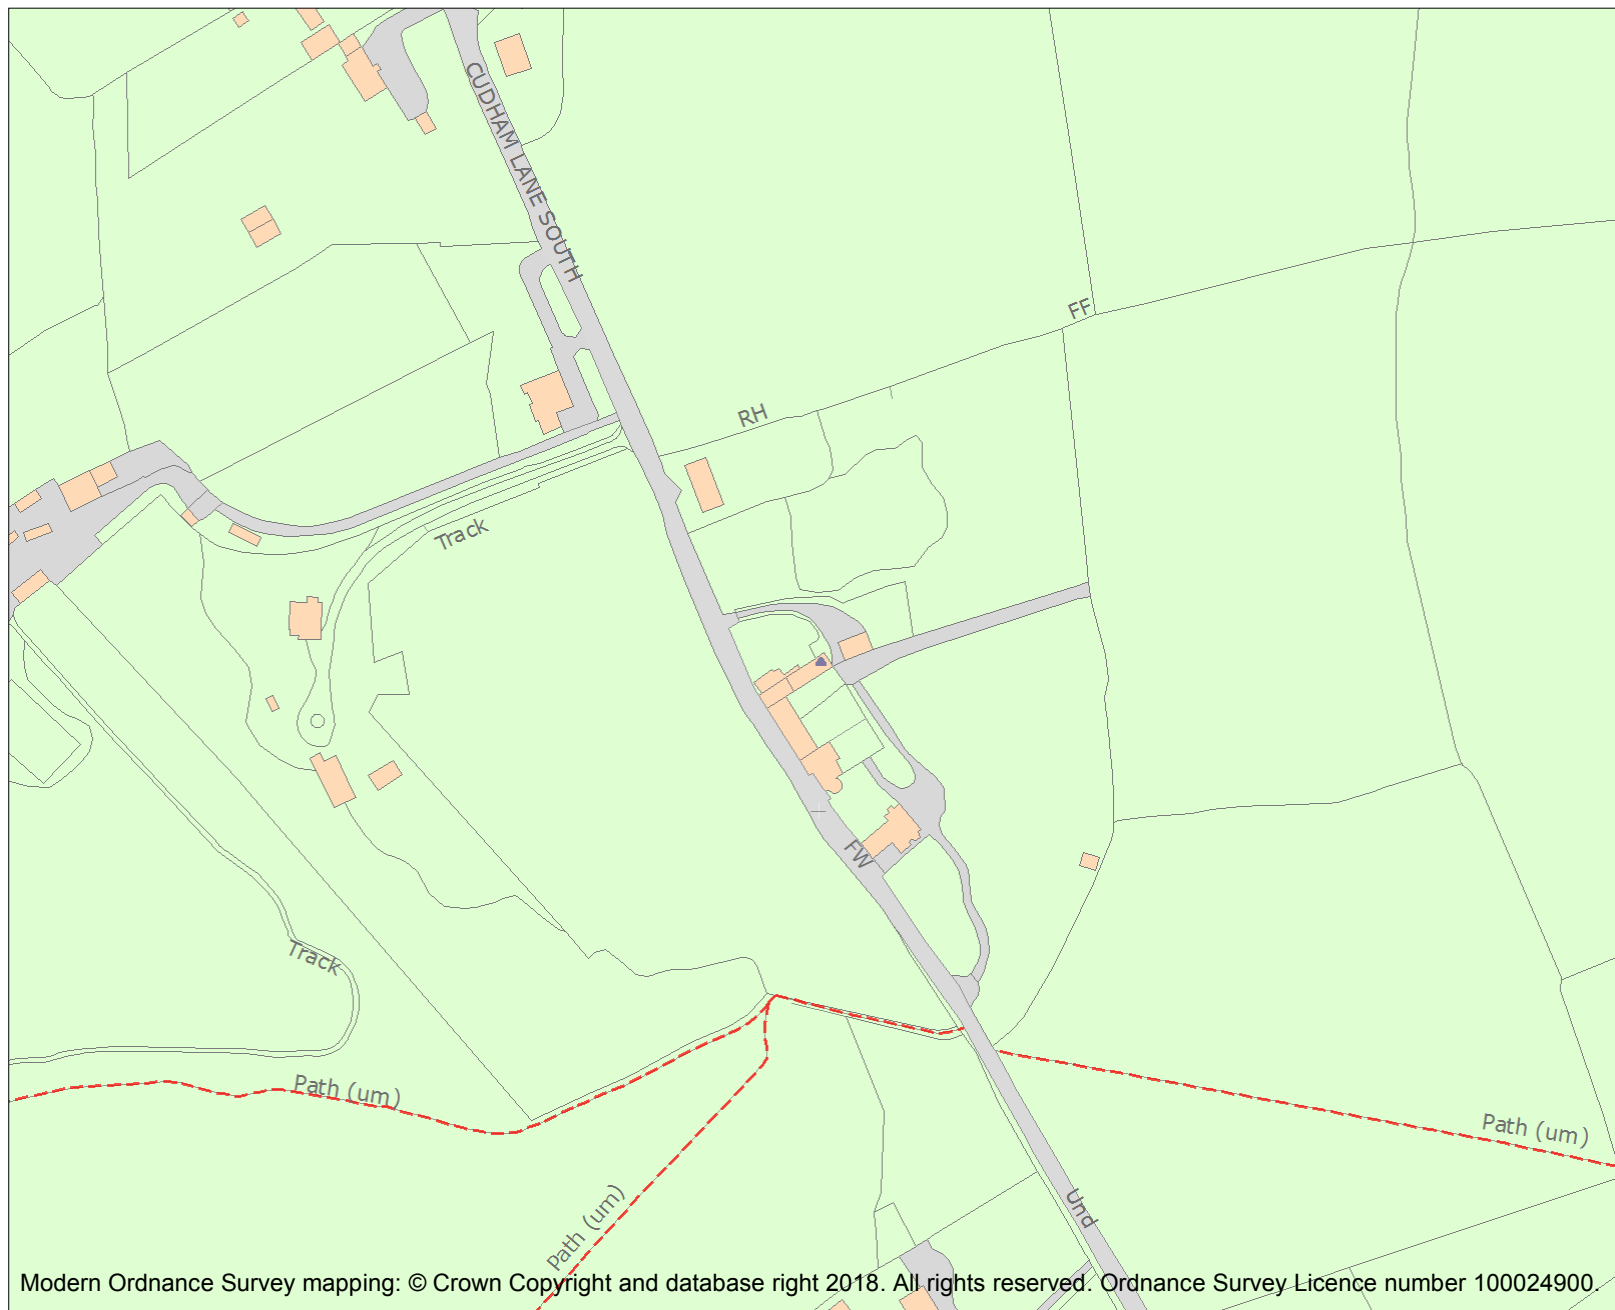 CUDHAM LANE SOUTH
FF
RH
Track
FW
Track
Path (um)
Path (um)
Path (um)
Und
Modern Ordnance Survey mapping: © Crown Copyright and database right 2018. All rights reserved. Ordnance Survey Licence number 100024900.